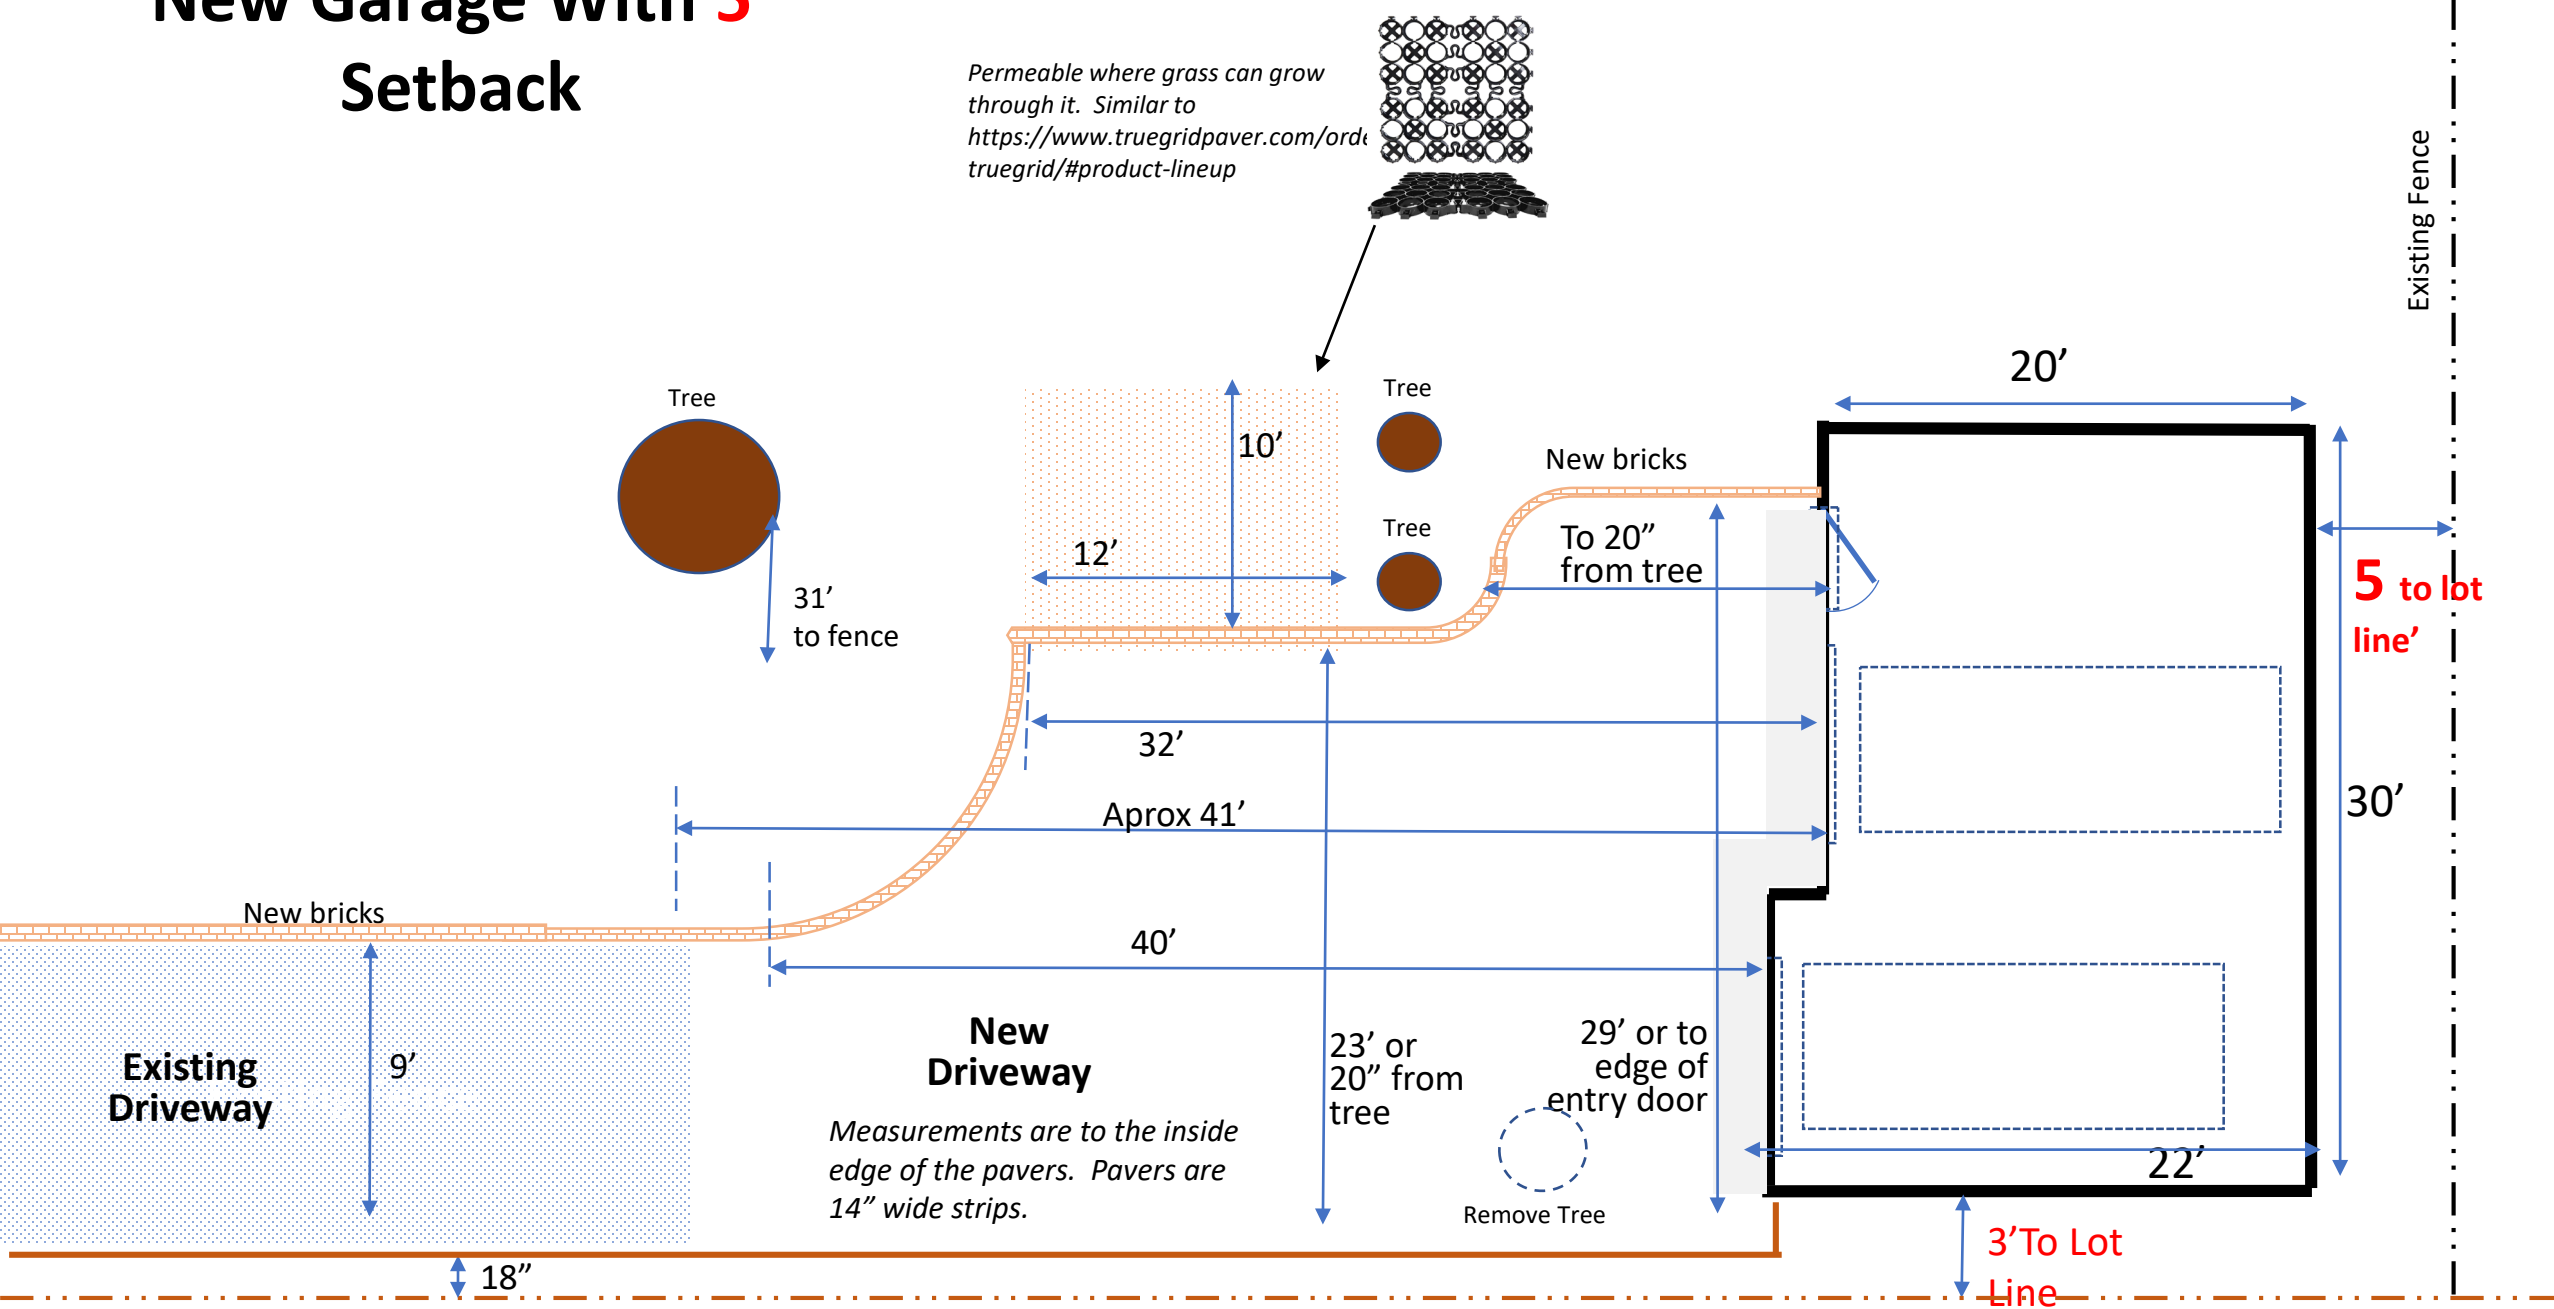 New Garage With 5
Setback
Permeable where grass can grow
through it.  Similar to
https://www.truegridpaver.com/orde
truegrid/#product-lineup
Existing Fence
20’
Tree
Tree
10’
New bricks
Tree
To 20”
from tree
12’
5 to lot
line’
31’
to fence
32’
30’
Aprox 41’
New bricks
40’
Existing
Driveway
9’
New
Driveway
Measurements are to the inside
edge of the pavers.  Pavers are
14” wide strips.
23’ or
20” from
tree
29’ or to
edge of
entry door
22’
Remove Tree
3’To Lot
Line
18”